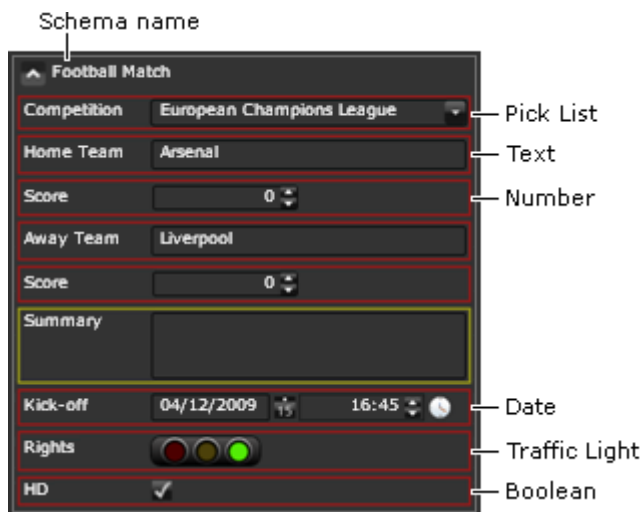 Schema name
Football Match
Competition European Champions League Pick List
Home Team Arsenal Text
Score 0 Number
Away Team Liverpool
Score 0
Summary
Kick-off 04/12/2009 15 16:45 Date
Rights Traffic Light
HD Boolean